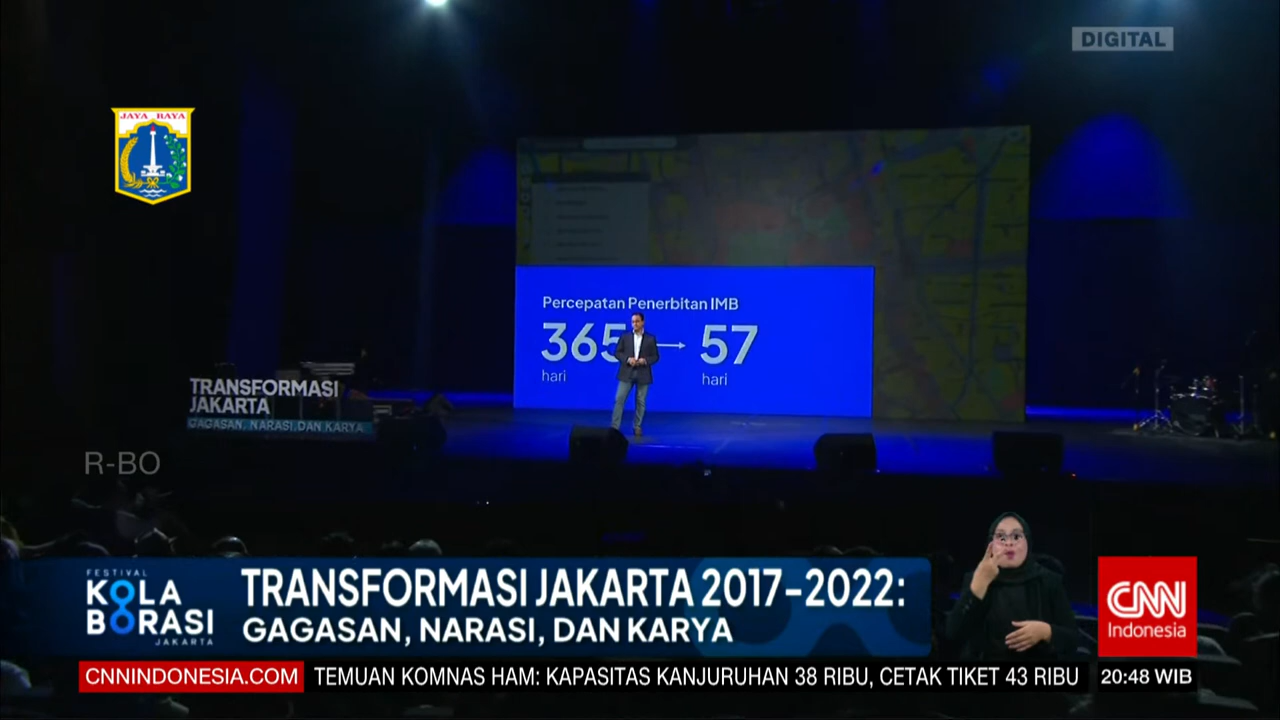 DIGITAL
JAYA RAYA
Percepatan Penerbitan IMB
365 → 57
hari hari
TRANSFORMASI
JAKARTA
GAGASAN, NARASI, DAN KARYA
R-BO
FESTIVAL
KOLA
BORASI
JAKARTA
TRANSFORMASI JAKARTA 2017-2022:
GAGASAN, NARASI, DAN KARYA
CNN
Indonesia
CNNINDONESIA.COM TEMUAN KOMNAS HAM: KAPASITAS KANJURUHAN 38 RIBU, CETAK TIKET 43 RIBU 20:48 WIB